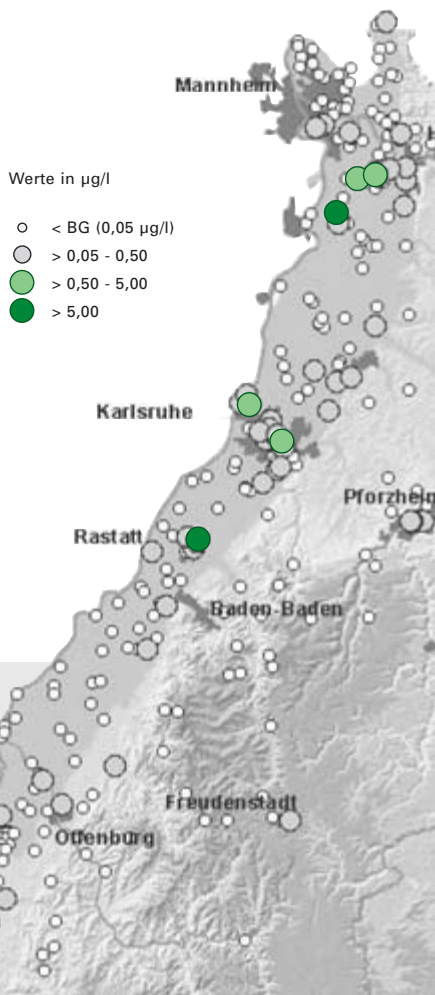 Mannheim
H
Werte in µg/l
< BG (0,05 µg/l)
> 0,05 - 0,50
> 0,50 - 5,00
> 5,00
Karlsruhe
Pforzheim
Rastatt
Baden-Baden
Freudenstadt
Offenburg